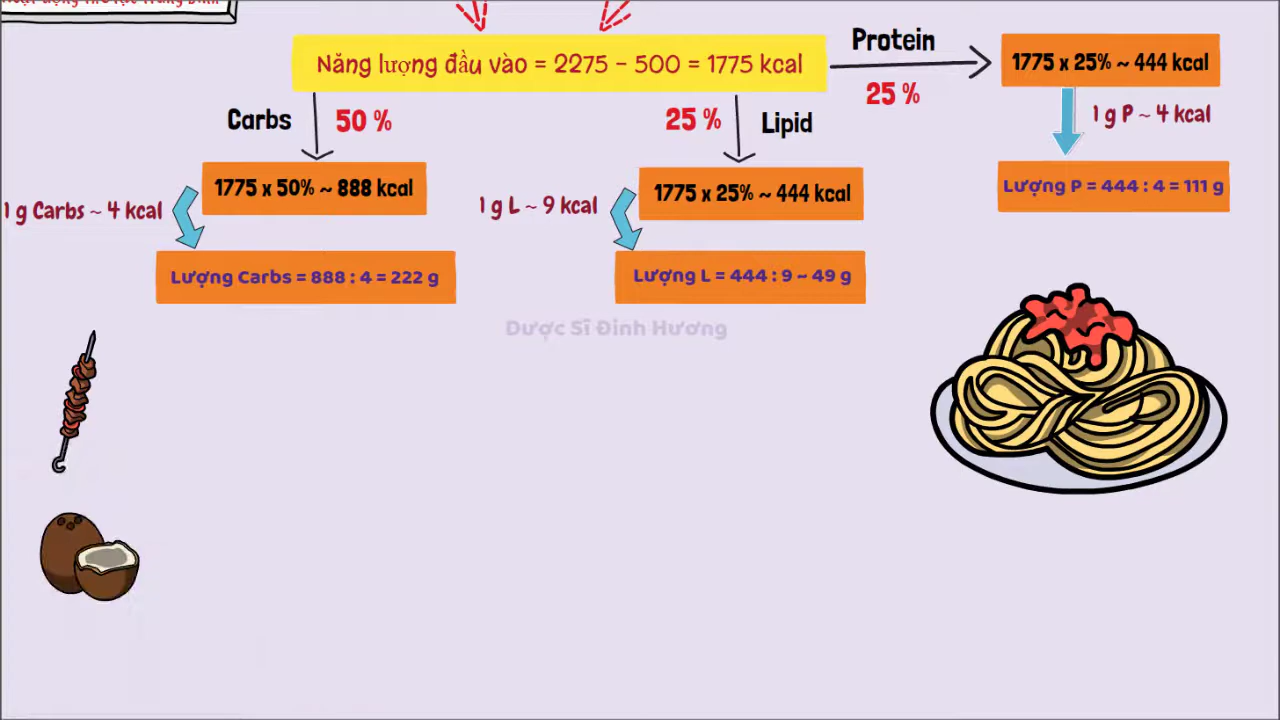 Năng lượng đầu vào = 2275 - 500 = 1775 kcal
Protein
25 %
1775 x 25% ~ 444 kcal
1 g P ~ 4 kcal
Lượng P = 444 : 4 = 111 g
Carbs
50 %
25 %
Lipid
1775 x 50% ~ 888 kcal
1 g Carbs ~ 4 kcal
Lượng Carbs = 888 : 4 = 222 g
1775 x 25% ~ 444 kcal
1 g L ~ 9 kcal
Lượng L = 444 : 9 ~ 49 g
Dược Sĩ Đinh Hương